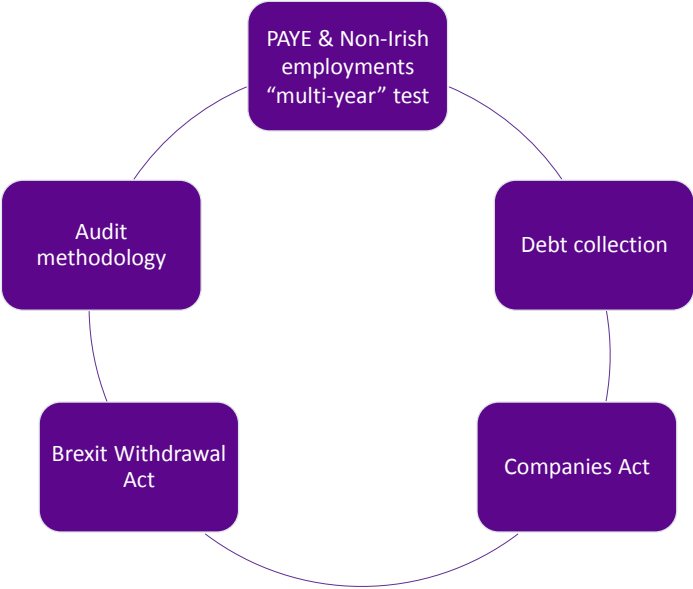 PAYE & Non-Irish
employments
“multi-year” test
Debt collection
Companies Act
Brexit Withdrawal
Act
Audit
methodology